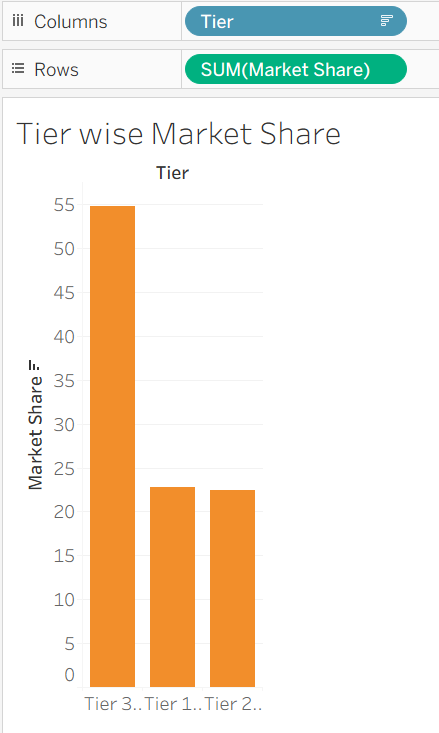 Columns
Tier
Rows
SUM(Market Share)
Tier wise Market Share
Tier
Market Share
55
50
45
40
35
30
25
20
15
10
5
0
Tier 3.. Tier 1.. Tier 2..